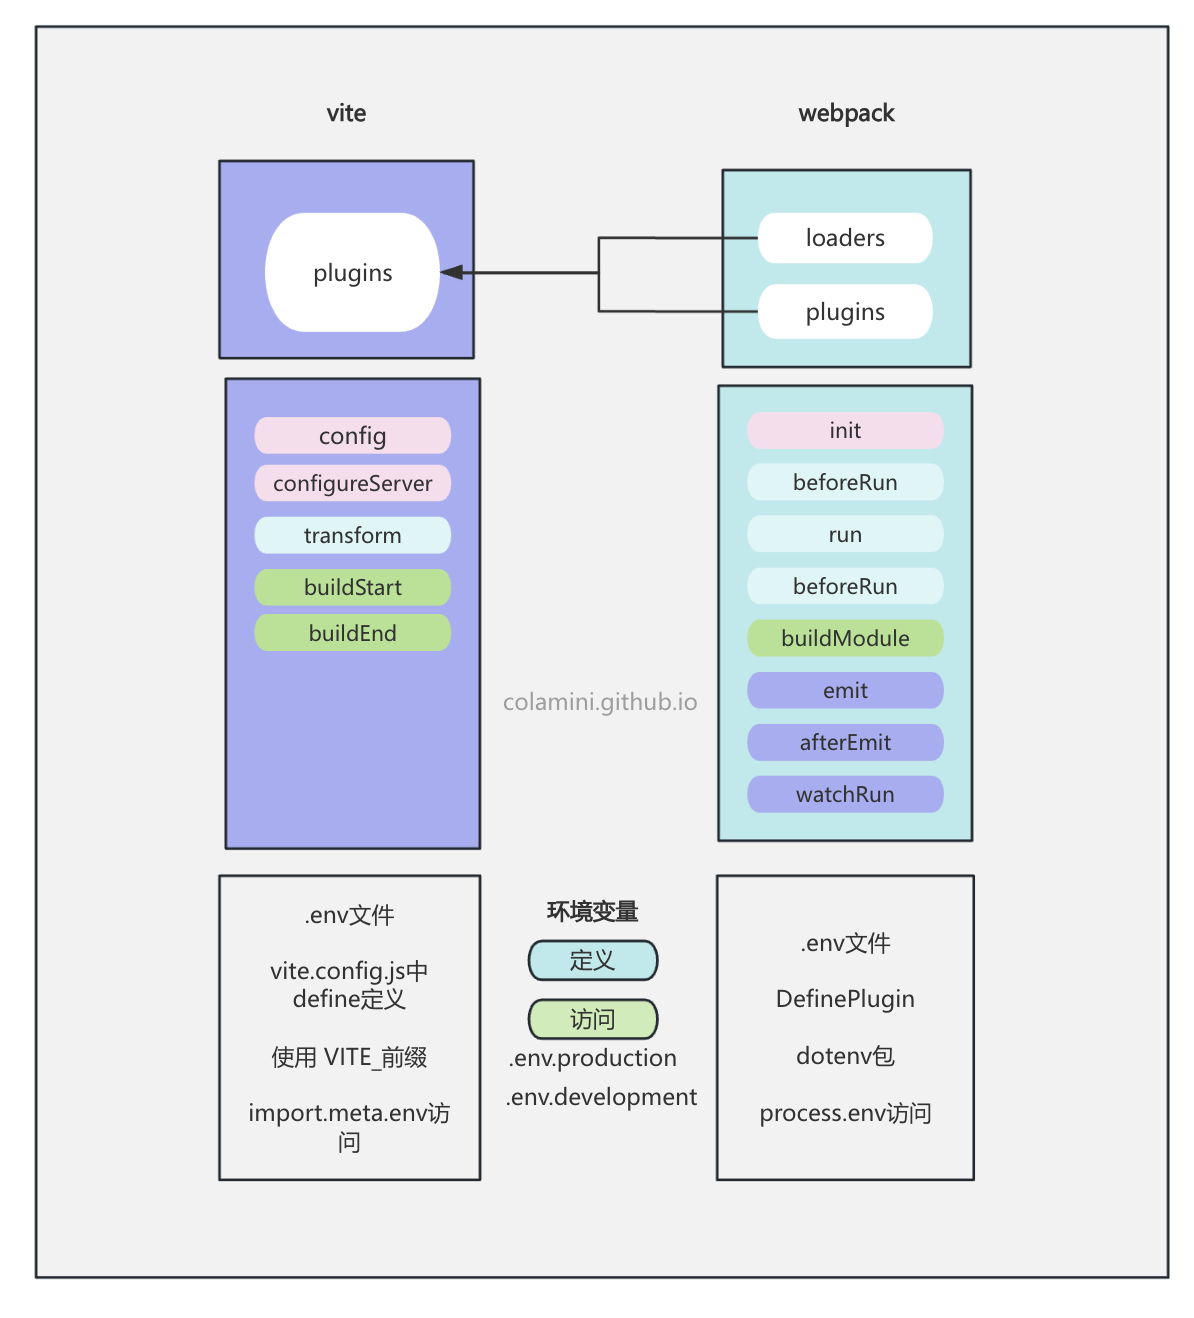 vite
webpack
plugins
loaders
plugins
config
configureServer
transform
buildStart
buildEnd
init
beforeRun
run
beforeRun
buildModule
emit
afterEmit
watchRun
colamini.github.io
.env文件
vite.config.js中
define定义
使用 VITE_前缀
import.meta.env访
问
环境变量
定义
访问
.env.production
.env.development
.env文件
DefinePlugin
dotenv包
process.env访问